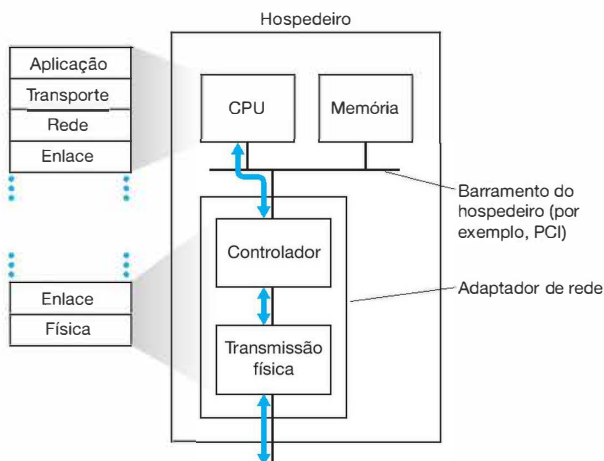 Hospedeiro
Aplicação
Transporte
Rede
Enlace
CPU
Memória
Barramento do
hospedeiro (por
exemplo, PCI)
Controlador
Enlace
Física
Adaptador de rede
Transmissão
física